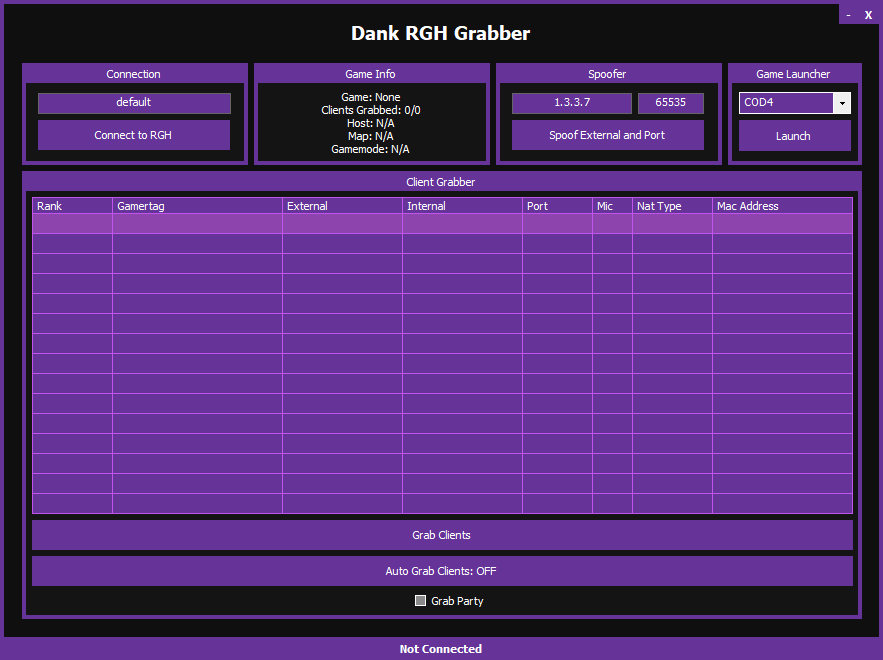 - X
Dank RGH Grabber
Connection
default
Connect to RGH
Game Info
Game: None
Clients Grabbed: 0/0
Host: N/A
Map: N/A
Gamemode: N/A
Spoofer
1.3.3.7 65535
Spoof External and Port
Game Launcher
COD4
Launch
Client Grabber
Rank Gamertag External Internal Port Mic Nat Type Mac Address
Grab Clients
Auto Grab Clients: OFF
Grab Party
Not Connected